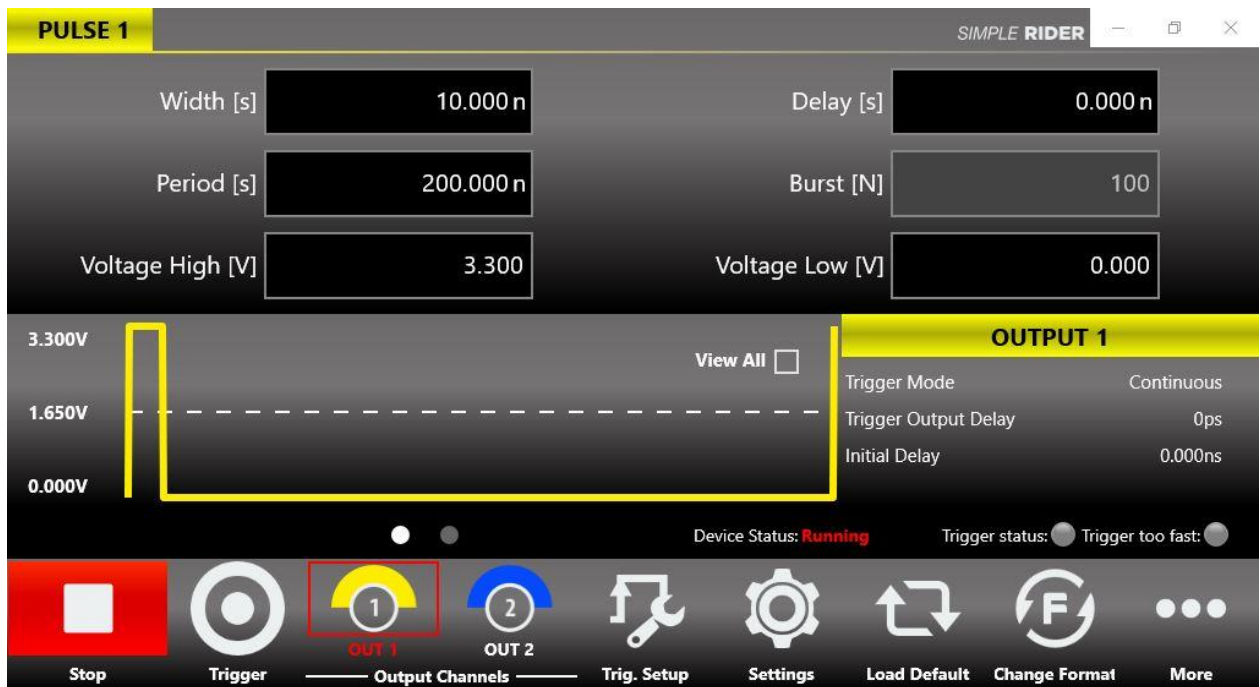 PULSE 1
SIMPLE RIDER
Width [s] 10.000 n
Delay [s] 0.000 n
Period [s] 200.000 n
Burst [N] 100
Voltage High [V] 3.300
Voltage Low [V] 0.000
3.300V
1.650V
0.000V
View All
OUTPUT 1
Trigger Mode Continuous
Trigger Output Delay 0ps
Initial Delay 0.000ns
Device Status: Running
Trigger status: Trigger too fast:
1
2
F
OUT 1
OUT 2
Stop
Trigger
Output Channels
Trig. Setup
Settings
Load Default
Change Format
More